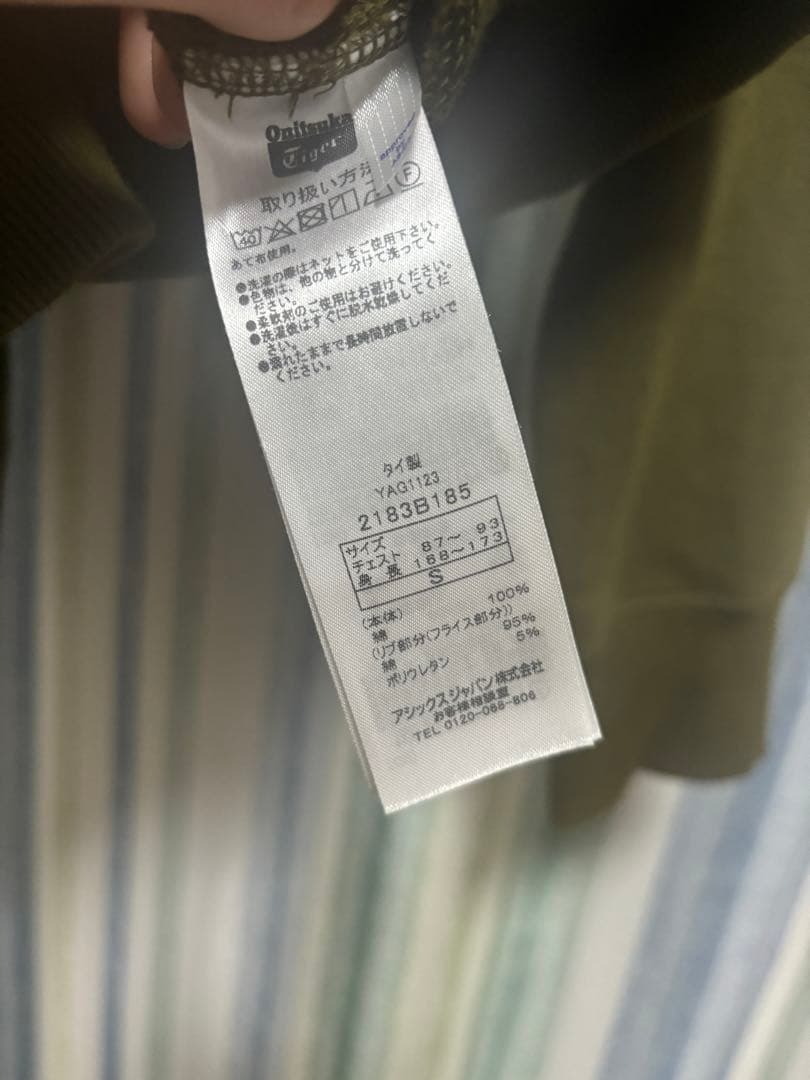 Onitsuka
Tiger
取り扱い方法
40 F
あて布使用。
●洗濯の際はネットをご使用下さい。
●色物は、他の物と分けて洗ってく
ださい。
●柔軟剤のご使用はお避けください。
●洗濯後はすぐに脱水乾燥してくだ
さい。
●濡れたままで長時間放置しないで
ください。
タイ製
YAG1123
2183B185
サイズ
チェスト 87～ 93
身 長 168～173
S
(本体)
綿 100%
(リブ部分(フライス部分))
綿 95%
ポリウレタン 5%
アシックスジャパン株式会社
お客様相談室
TEL 0120-068-806